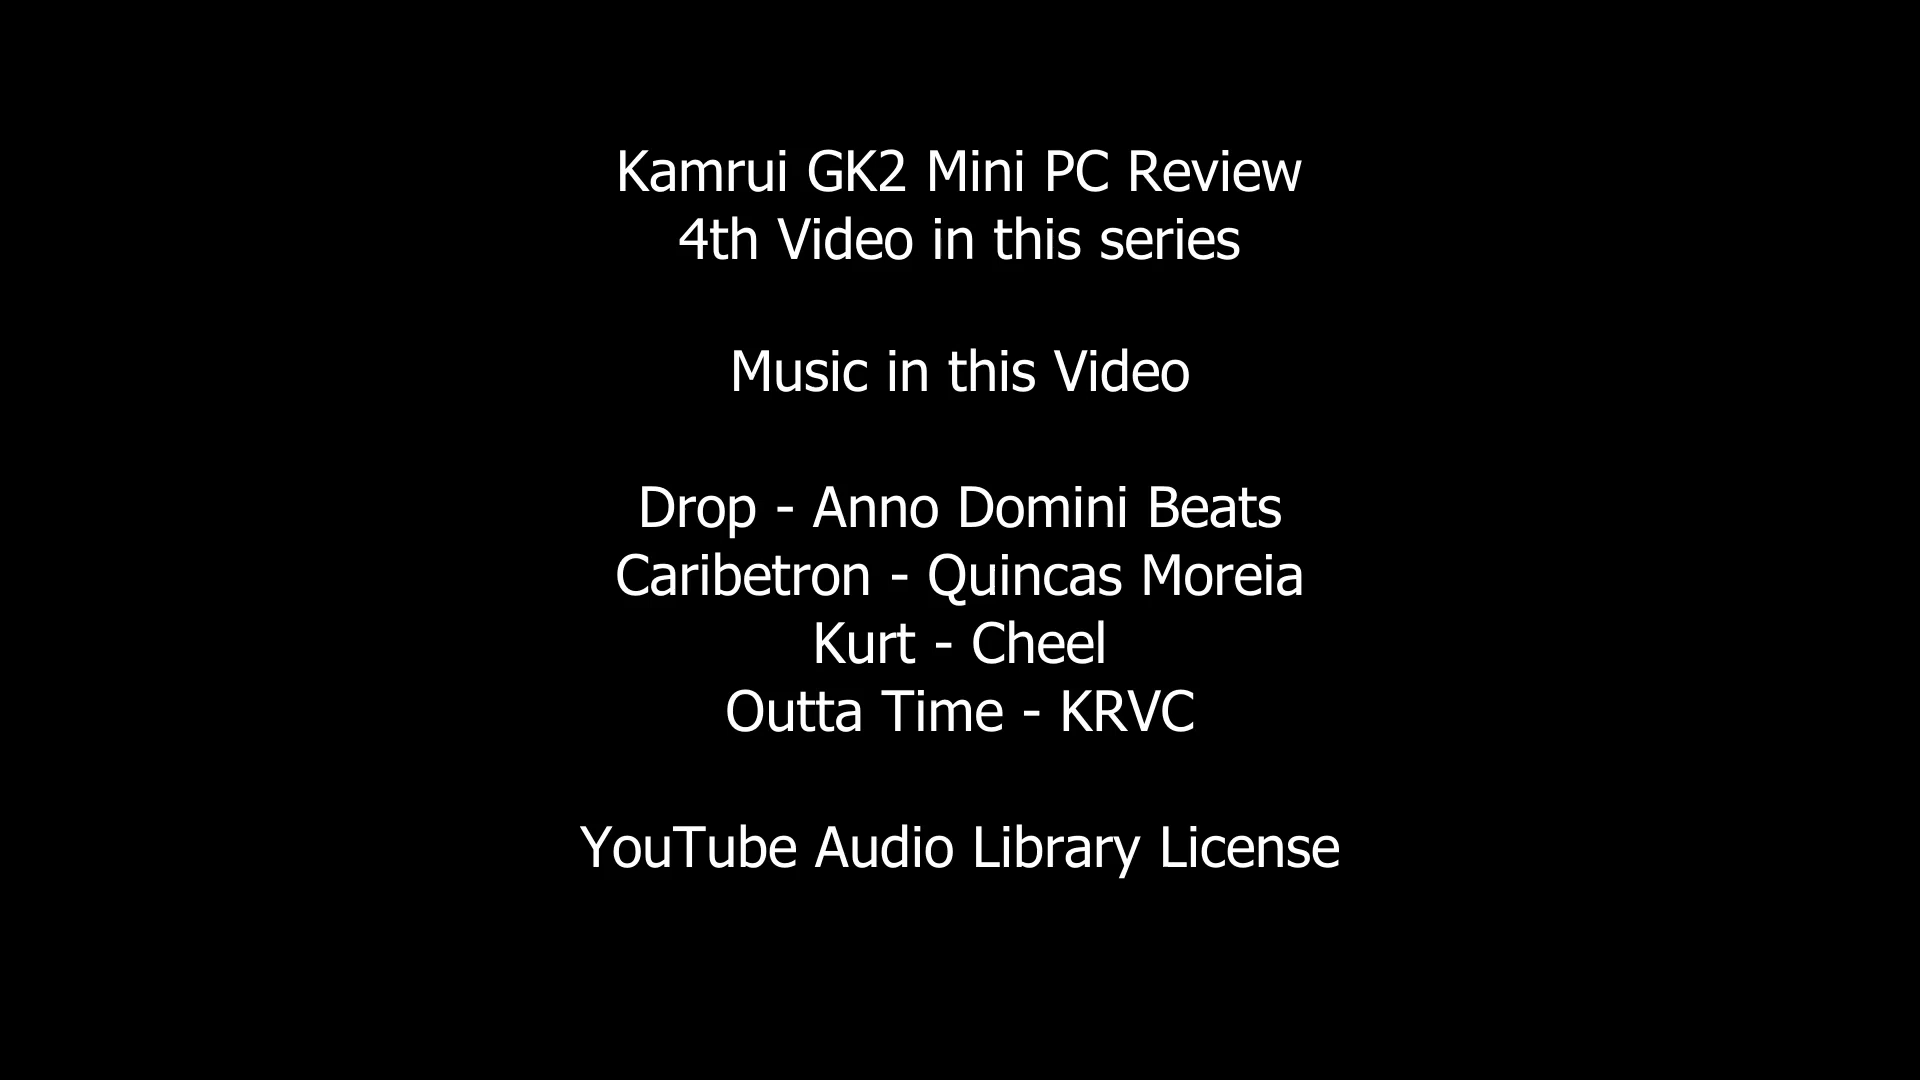 Kamrui GK2 Mini PC Review
4th Video in this series
Music in this Video
Drop - Anno Domini Beats
Caribetron - Quincas Moreia
Kurt - Cheel
Outta Time - KRVC
YouTube Audio Library License